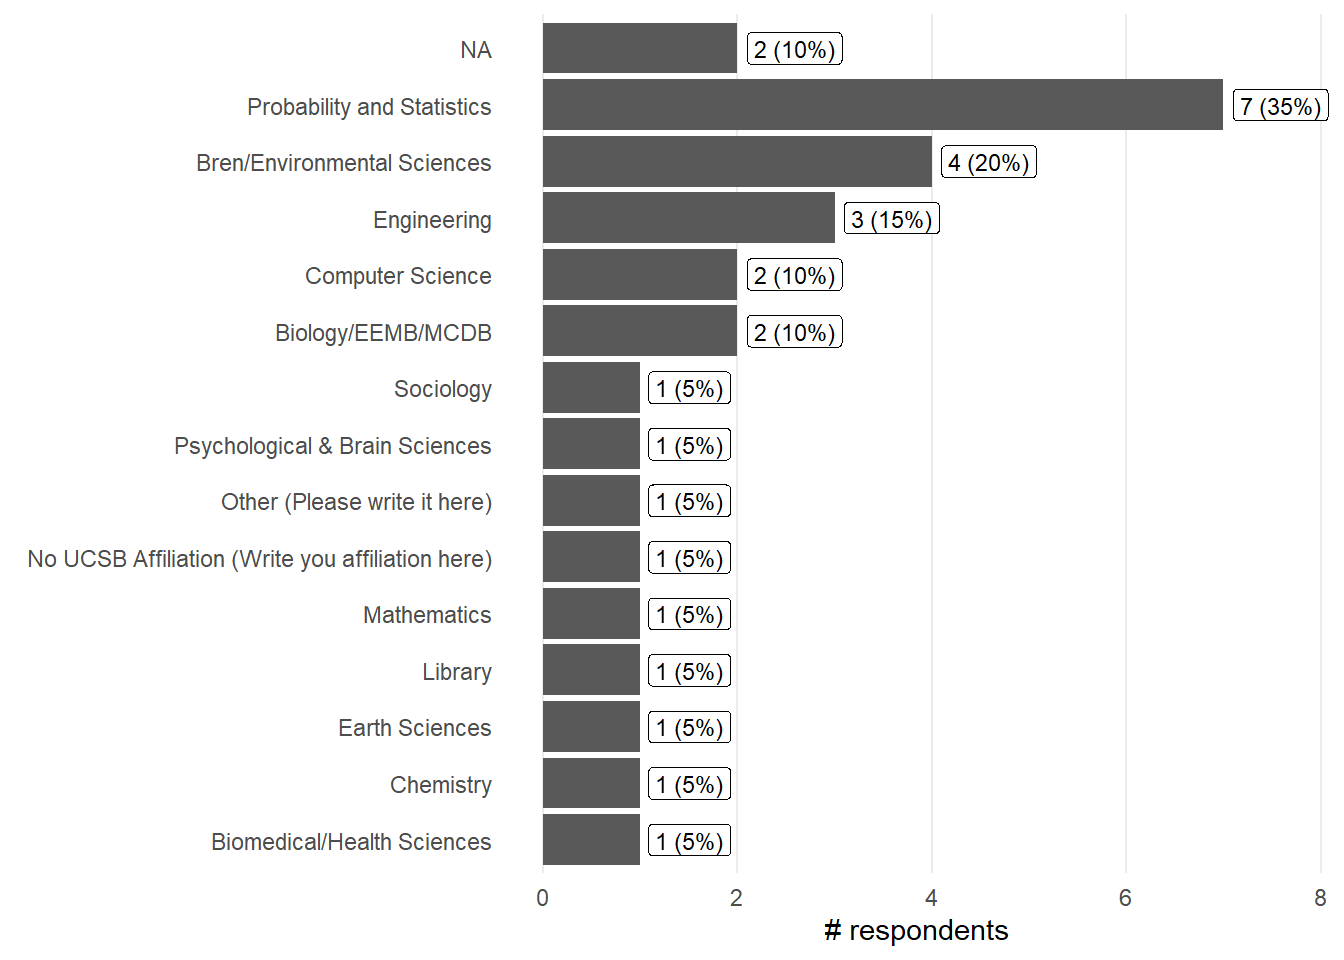 NA 2 (10%)
Probability and Statistics 7 (35%)
Bren/Environmental Sciences 4 (20%)
Engineering 3 (15%)
Computer Science 2 (10%)
Biology/EEMB/MCDB 2 (10%)
Sociology 1 (5%)
Psychological & Brain Sciences 1 (5%)
Other (Please write it here) 1 (5%)
No UCSB Affiliation (Write you affiliation here) 1 (5%)
Mathematics 1 (5%)
Library 1 (5%)
Earth Sciences 1 (5%)
Chemistry 1 (5%)
Biomedical/Health Sciences 1 (5%)
0 2 4 6 8
# respondents